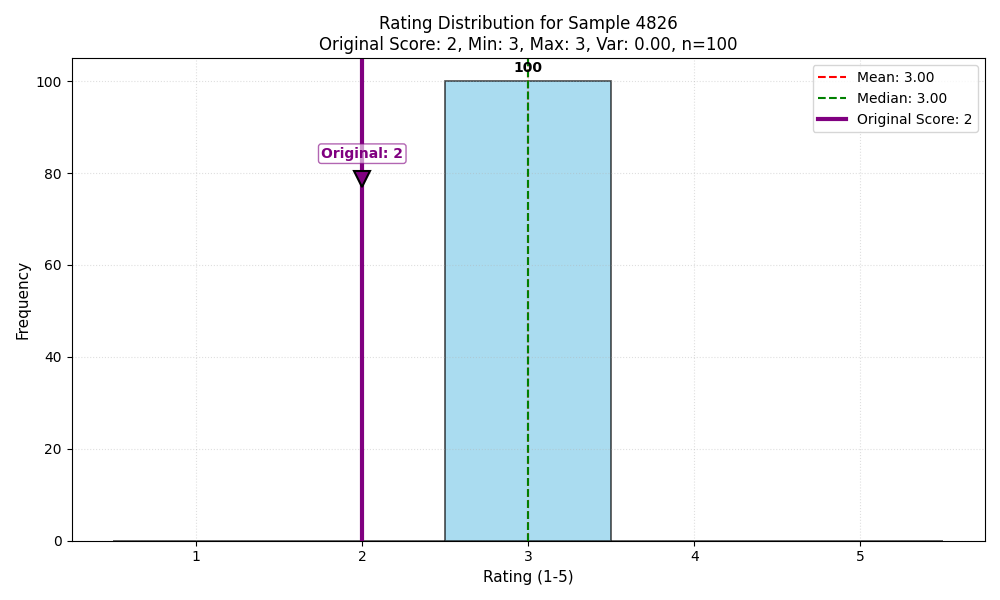 Rating Distribution for Sample 4826
Original Score: 2, Min: 3, Max: 3, Var: 0.00, n=100
100
Mean: 3.00
Median: 3.00
Original Score: 2
Original: 2
Frequency
100
80
60
40
20
0
1 2 3 4 5
Rating (1-5)